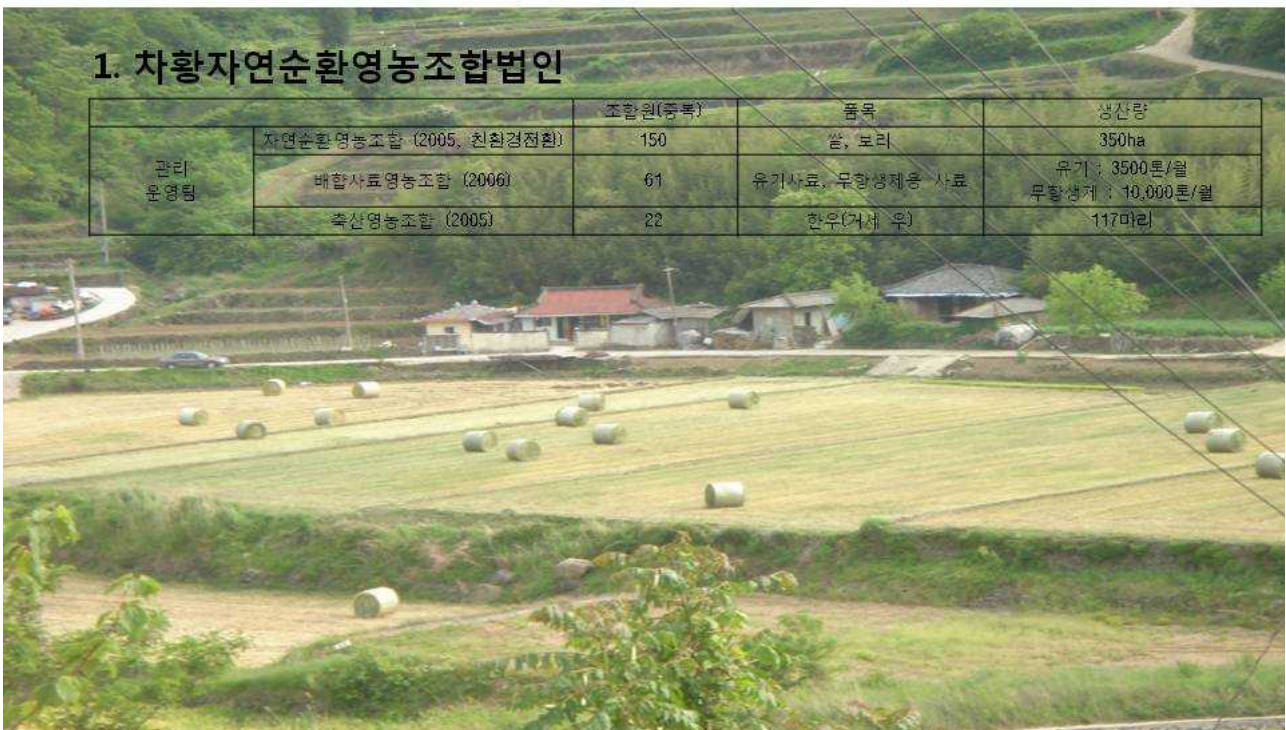 1. 차황자연순환영농조합법인
조합원(중복) 품목 생산량
관리
운영팀
자연순환영농조합 (2005, 친환경전환) 150 쌀, 보리 350ha
배합사료영농조합 (2006) 61 유기사료, 무항생제용 사료 유기 : 3500톤/월
무항생제 : 10,000톤/월
축산영농조합 (2005) 22 한우(거세 우) 117마리